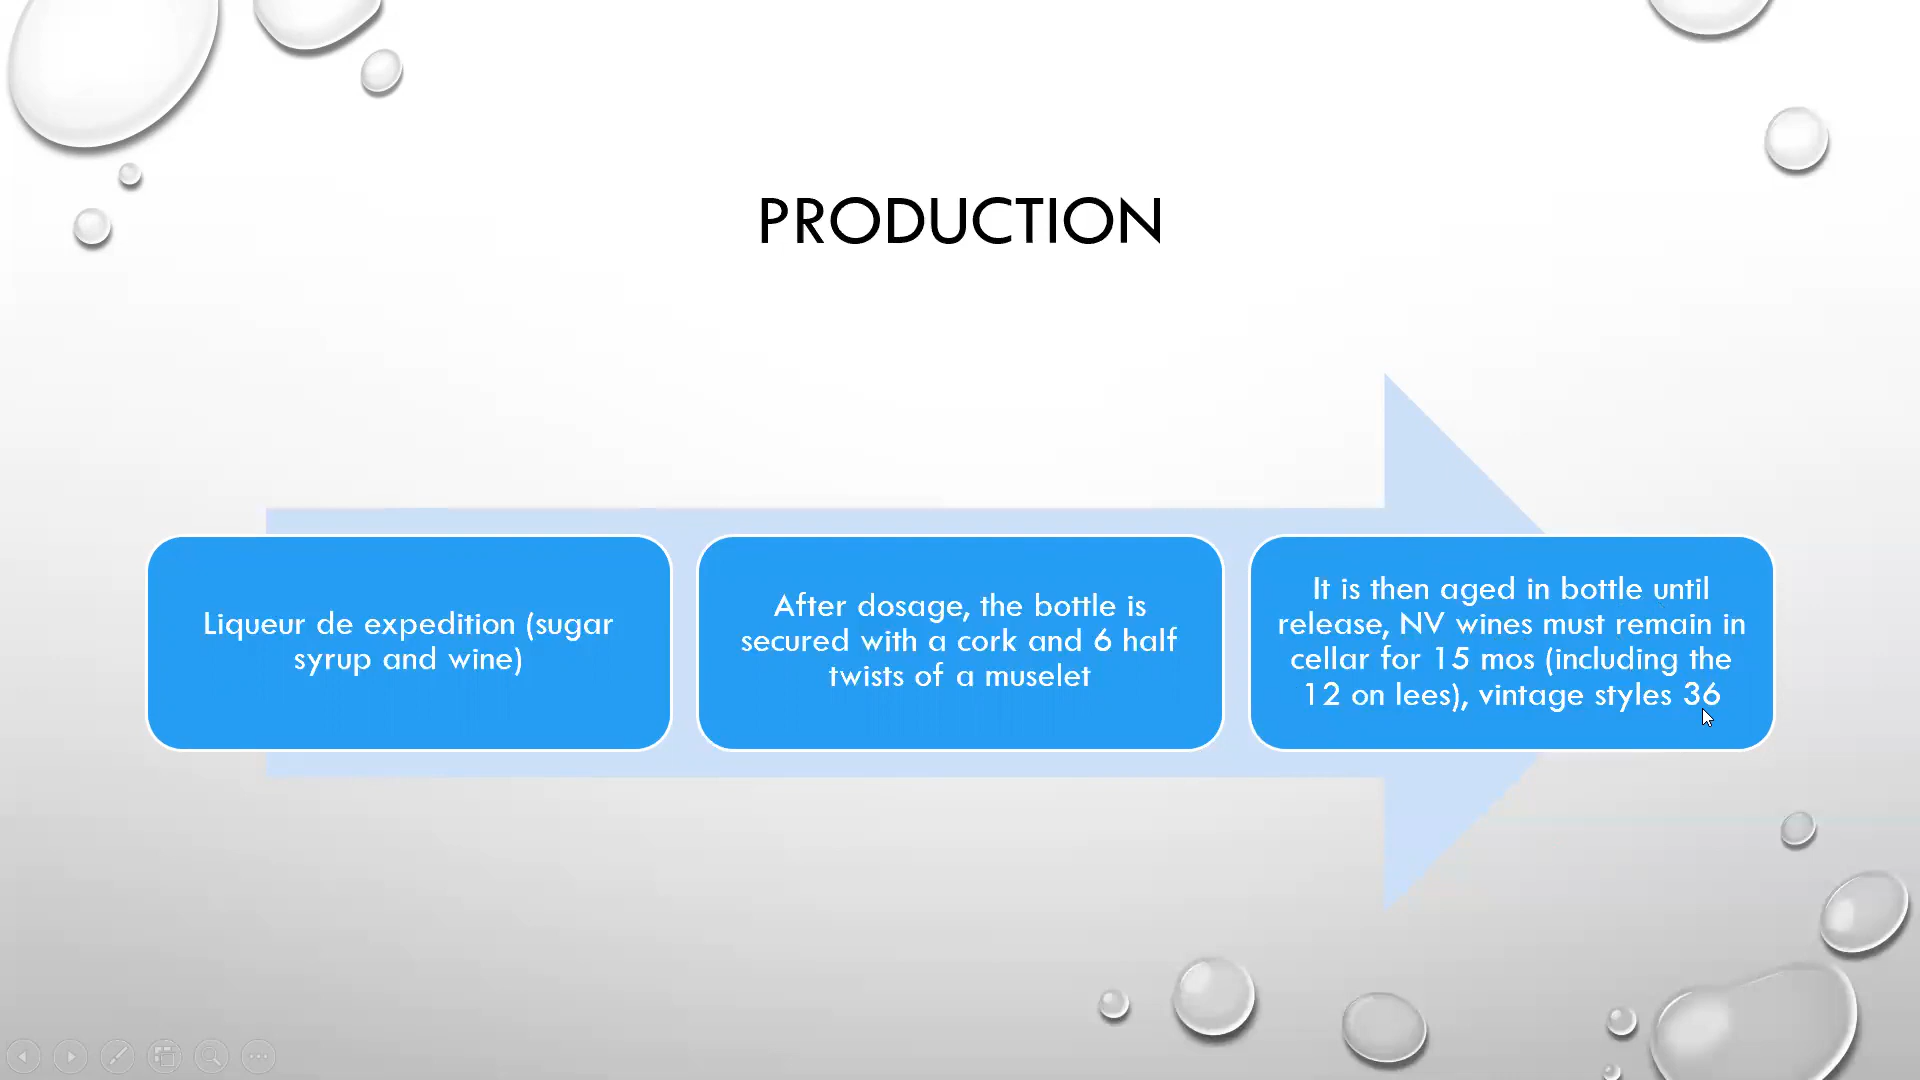 PRODUCTION
Liqueur de expedition (sugar
syrup and wine)
After dosage, the bottle is
secured with a cork and 6 half
twists of a muselet
It is then aged in bottle until
release, NV wines must remain in
cellar for 15 mos (including the
12 on lees), vintage styles 36